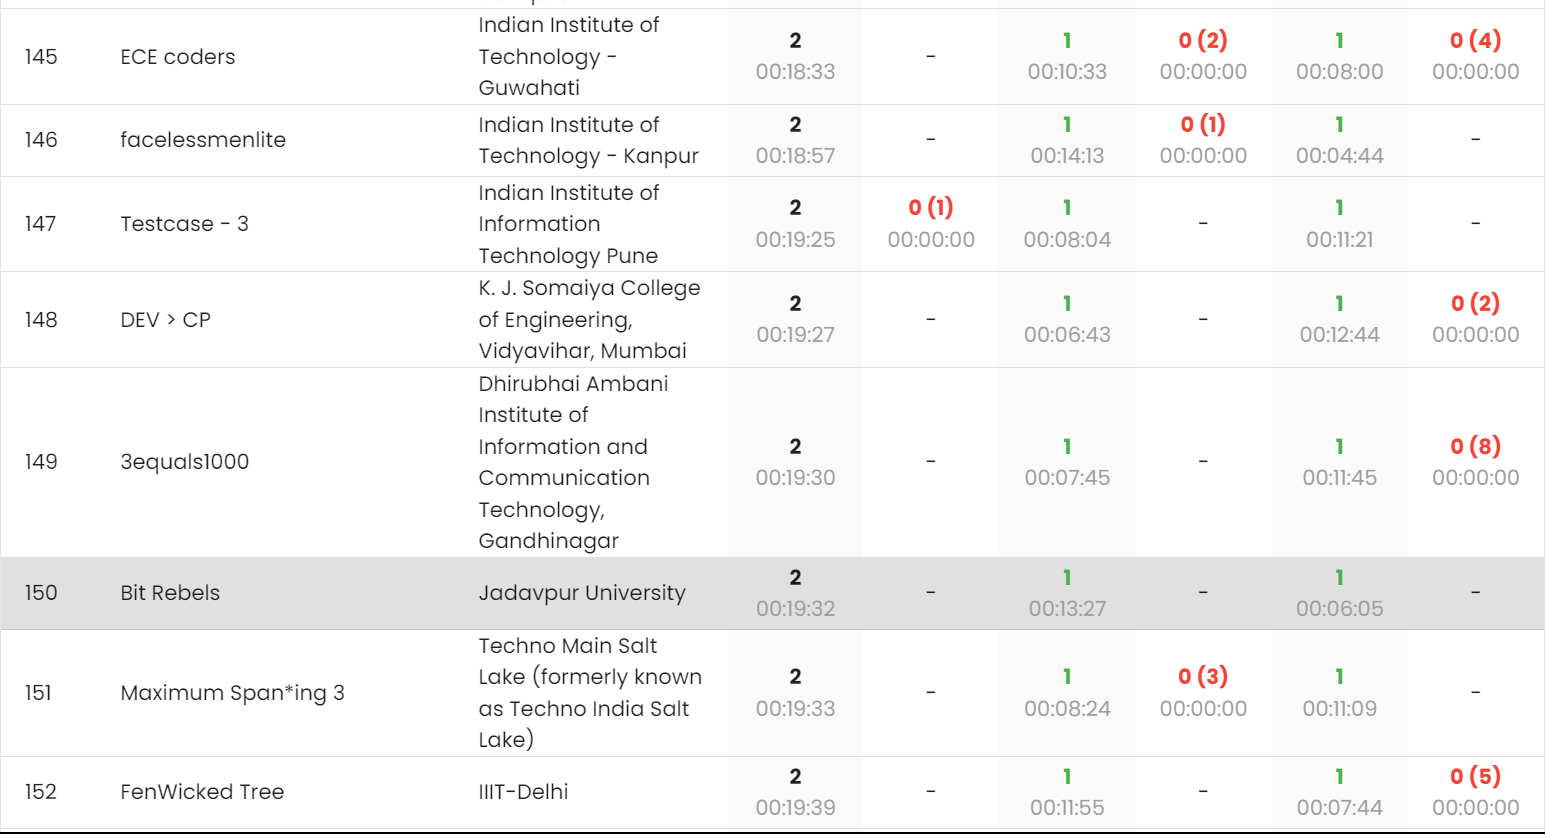 Indian Institute of
145 ECE coders Technology - 2 00:18:33 - 1 00:10:33 0 (2) 00:00:00 1 00:08:00 0 (4) 00:00:00
Guwahati
146 facelessmenlite Indian Institute of 2 00:18:57 - 1 00:14:13 0 (1) 00:00:00 1 00:04:44 -
Technology - Kanpur
Indian Institute of
147 Testcase - 3 Information 2 00:19:25 0 (1) 00:00:00 1 00:08:04 - 1 00:11:21 -
Technology Pune
K. J. Somaiya College
148 DEV > CP of Engineering, 2 00:19:27 - 1 00:06:43 - 1 00:12:44 0 (2) 00:00:00
Vidyavihar, Mumbai
Dhirubhai Ambani
Institute of
149 3equals1000 Information and 2 00:19:30 - 1 00:07:45 - 1 00:11:45 0 (8) 00:00:00
Communication
Technology,
Gandhinagar
150 Bit Rebels Jadavpur University 2 00:19:32 - 1 00:13:27 - 1 00:06:05 -
Techno Main Salt
151 Maximum Span*ing 3 Lake (formerly known 2 00:19:33 - 1 00:08:24 0 (3) 00:00:00 1 00:11:09 -
as Techno India Salt
Lake)
152 FenWicked Tree IIIT-Delhi 2 00:19:39 - 1 00:11:55 - 1 00:07:44 0 (5) 00:00:00